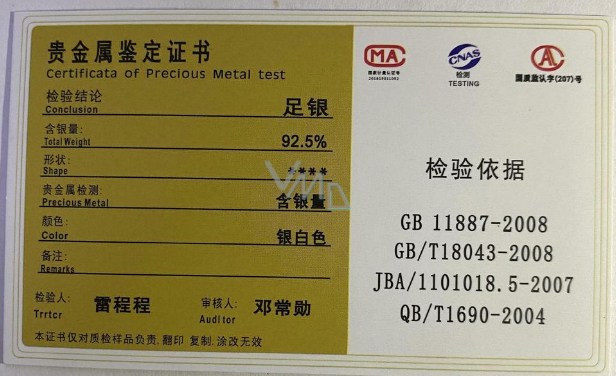 贵金属鉴定证书
Certificata of Precious Metal test
检验结论
Conclusion
足银
含银量:
Total Weight
92.5%
形状:
Shape
****
贵金属检测:
Precious Metal
含银量
颜色:
Color
银白色
备注:
Remarks
检验人:
Trrtcr
雷程程
审核人:
Auditor
邓常勋
本证书仅对质检样品负责,翻印 复制,涂改无效
MA
CNAS
检测
TESTING
国质监认字(207)号
检验依据
GB 11887-2008
GB/T18043-2008
JBA/1101018.5-2007
QB/T1690-2004
VMD